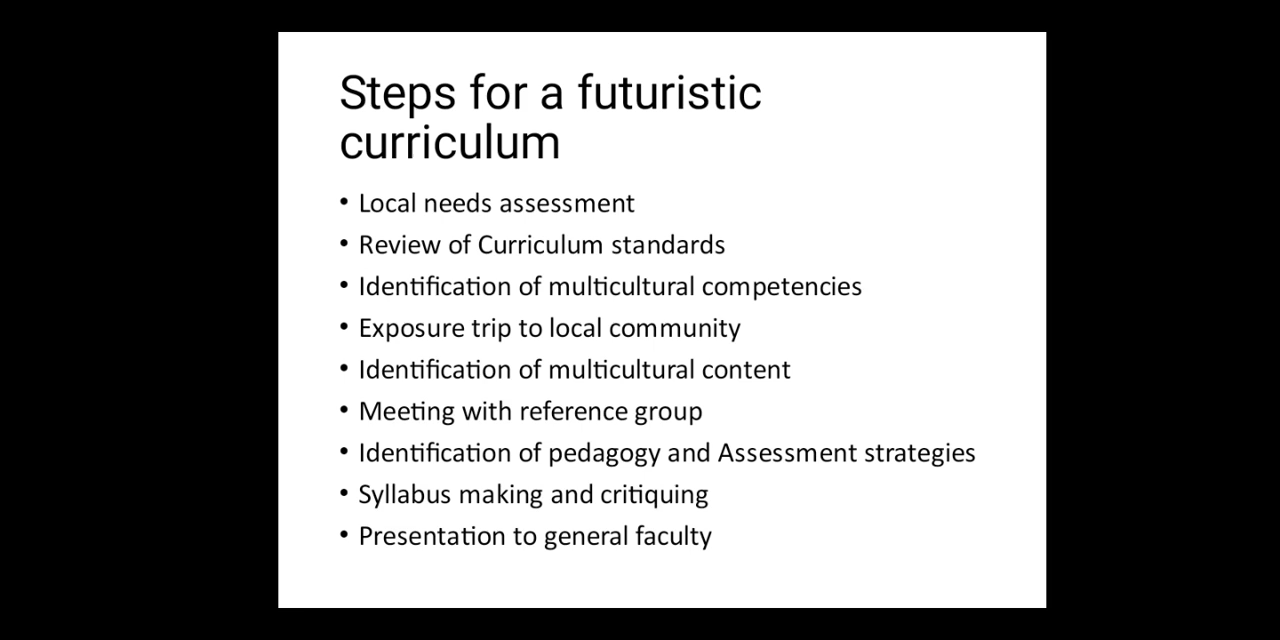 Steps for a futuristic
curriculum
• Local needs assessment
• Review of Curriculum standards
• Identification of multicultural competencies
• Exposure trip to local community
• Identification of multicultural content
• Meeting with reference group
• Identification of pedagogy and Assessment strategies
• Syllabus making and critiquing
• Presentation to general faculty